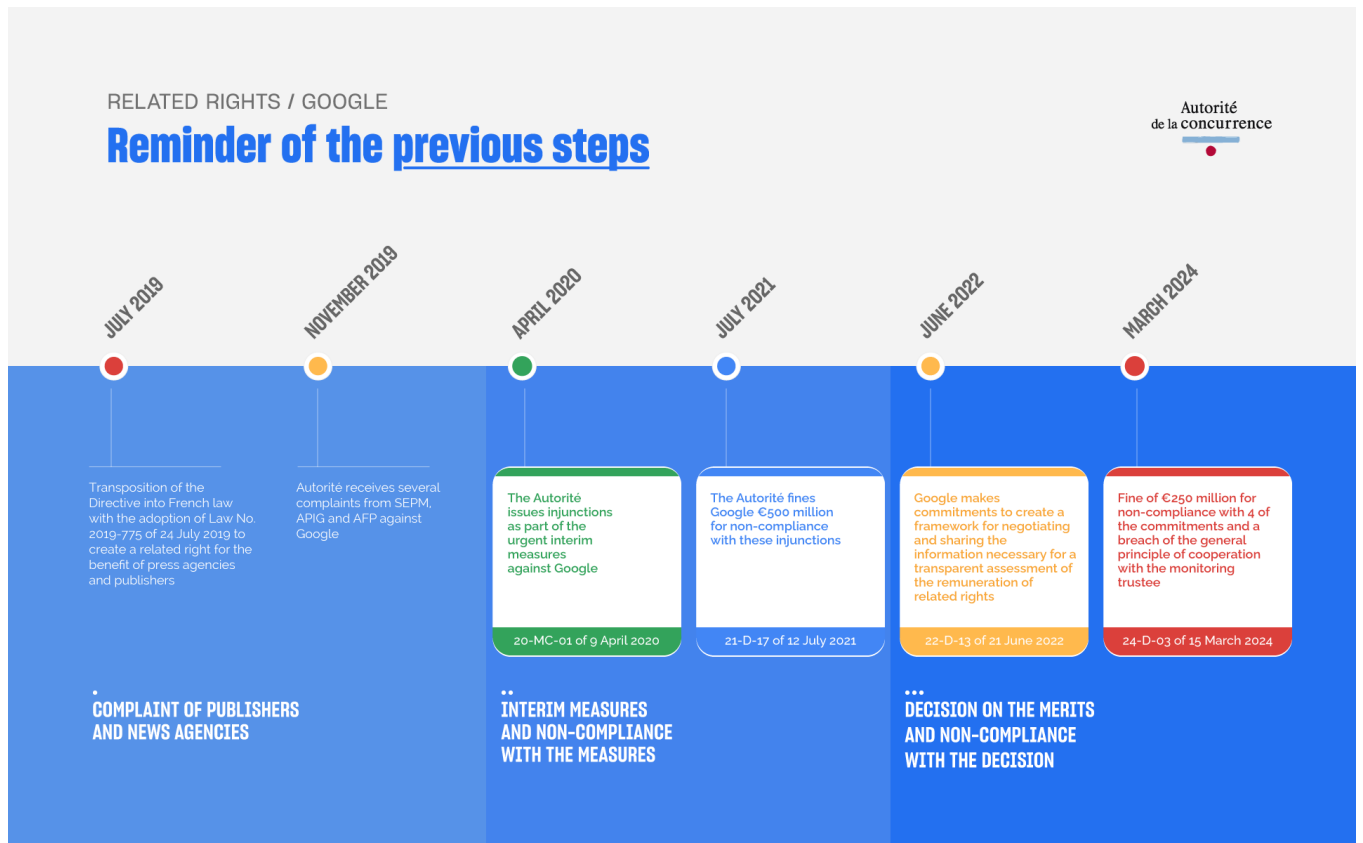 RELATED RIGHTS / GOOGLE
Reminder of the previous steps
Autorité
de la concurrence
JULY 2019
NOVEMBER 2019
APRIL 2020
JULY 2021
JUNE 2022
MARCH 2024
Transposition of the
Directive into French law
with the adoption of Law No.
2019-775 of 24 July 2019 to
create a related right for the
benefit of press agencies
and publishers
Autorité receives several
complaints from SEPM,
APIG and AFP against
Google
The Autorité
issues injunctions
as part of the
urgent interim
measures
against Google
20-MC-01 of 9 April 2020
The Autorité fines
Google €500 million
for non-compliance
with these injunctions
21-D-17 of 12 July 2021
Google makes
commitments to create a
framework for negotiating
and sharing the
information necessary for a
transparent assessment of
the remuneration of
related rights
22-D-13 of 21 June 2022
Fine of €250 million for
non-compliance with 4 of
the commitments and a
breach of the general
principle of cooperation
with the monitoring
trustee
24-D-03 of 15 March 2024
COMPLAINT OF PUBLISHERS
AND NEWS AGENCIES
INTERIM MEASURES
AND NON-COMPLIANCE
WITH THE MEASURES
DECISION ON THE MERITS
AND NON-COMPLIANCE
WITH THE DECISION